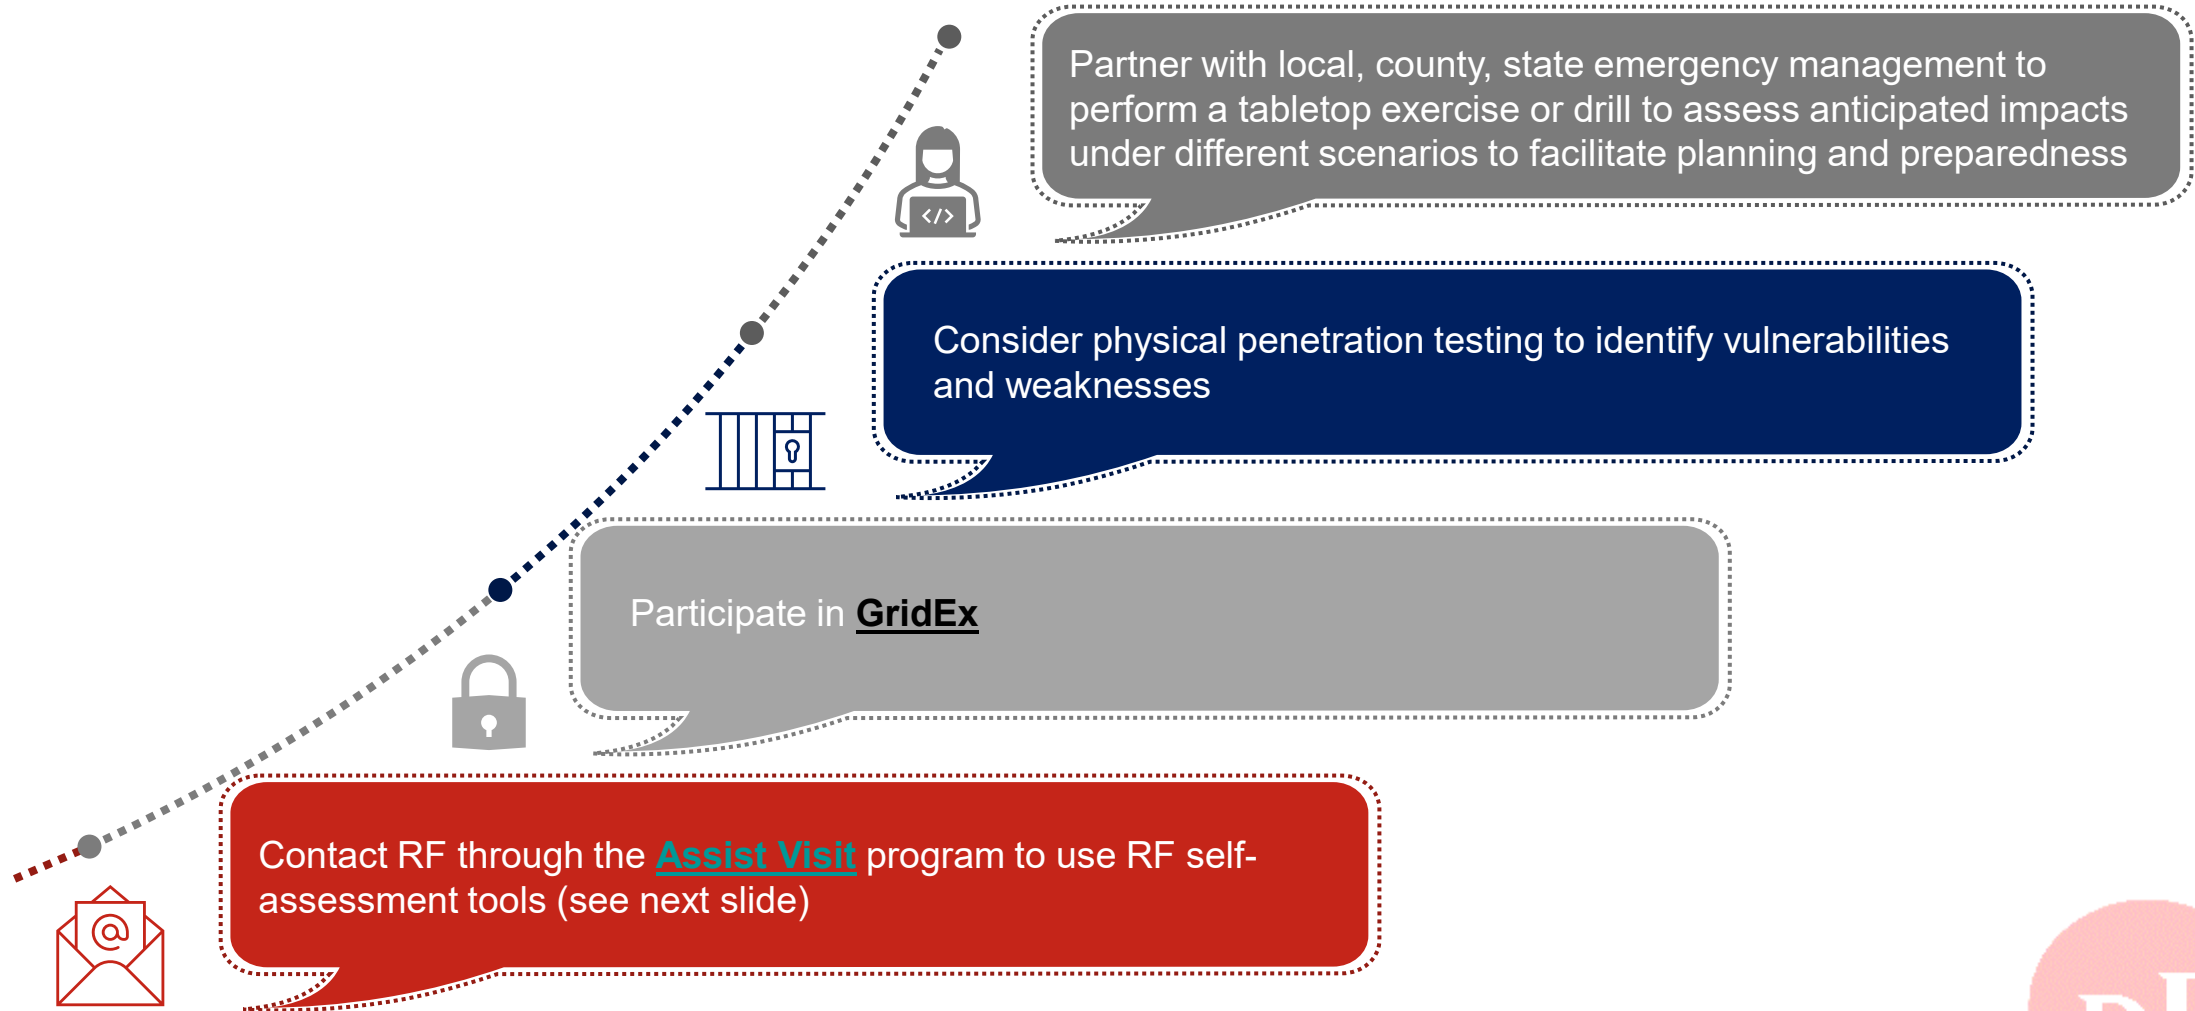 Partner with local, county, state emergency management to
perform a tabletop exercise or drill to assess anticipated impacts
under different scenarios to facilitate planning and preparedness
</>
Consider physical penetration testing to identify vulnerabilities
and weaknesses
Participate in GridEx
Contact RF through the Assist Visit program to use RF self-
assessment tools (see next slide)
@